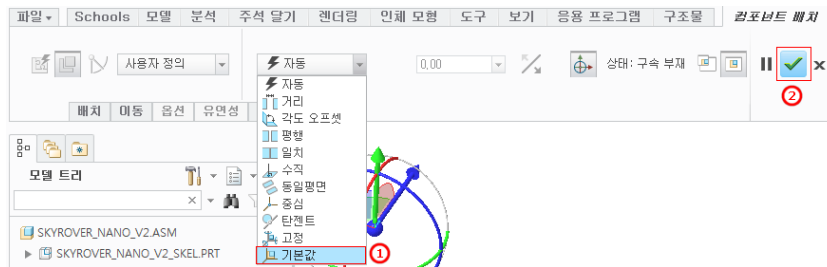 파일 Schools 모델 분석 주석 달기 렌더링 인체 모형 도구 보기 응용 프로그램 구조물 컴포넌트 배치
사용자 정의 자동 0,00 상태: 구속 부재
자동
거리
배치 이동 옵션 유연성
각도 오프셋
평행
일치
수직
모델 트리
동일평면
중심
탄젠트
고정
기본값
①
②
SKYROVER_NANO_V2.ASM
SKYROVER_NANO_V2_SKEL.PRT